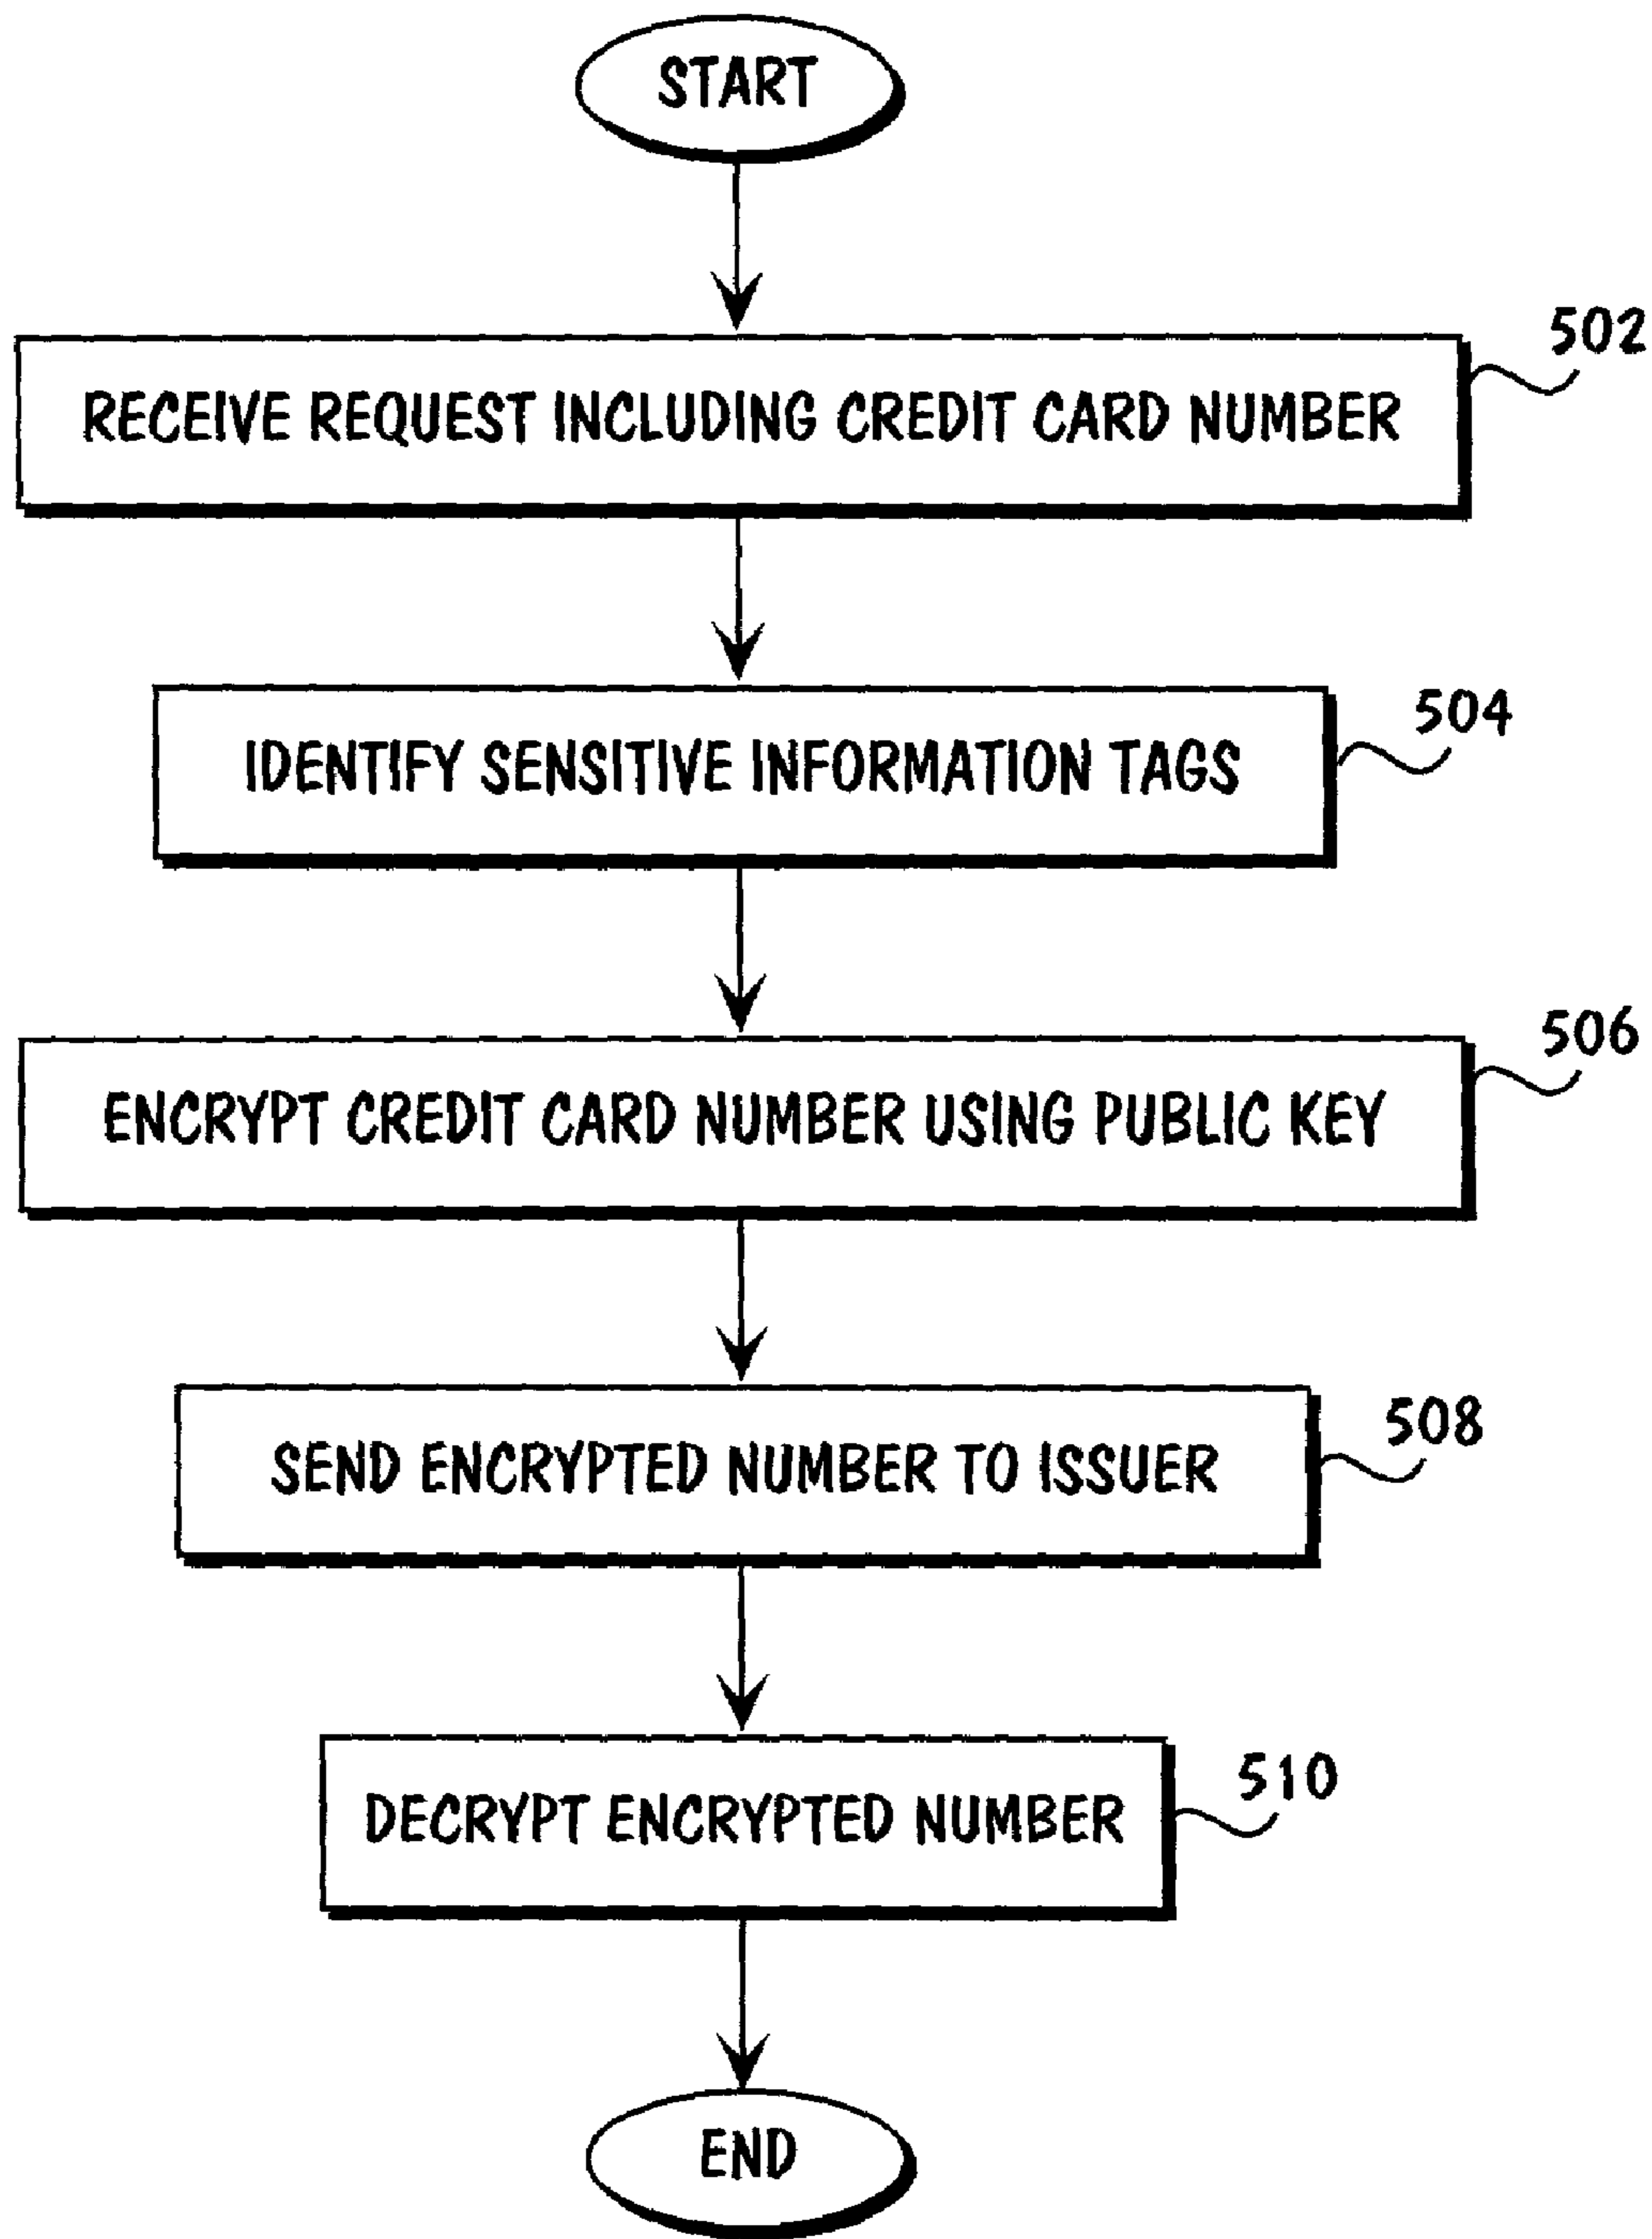 START
502
RECEIVE REQUEST INCLUDING CREDIT CARD NUMBER
504
IDENTIFY SENSITIVE INFORMATION TAGS
506
ENCRYPT CREDIT CARD NUMBER USING PUBLIC KEY
508
SEND ENCRYPTED NUMBER TO ISSUER
510
DECRYPT ENCRYPTED NUMBER
END